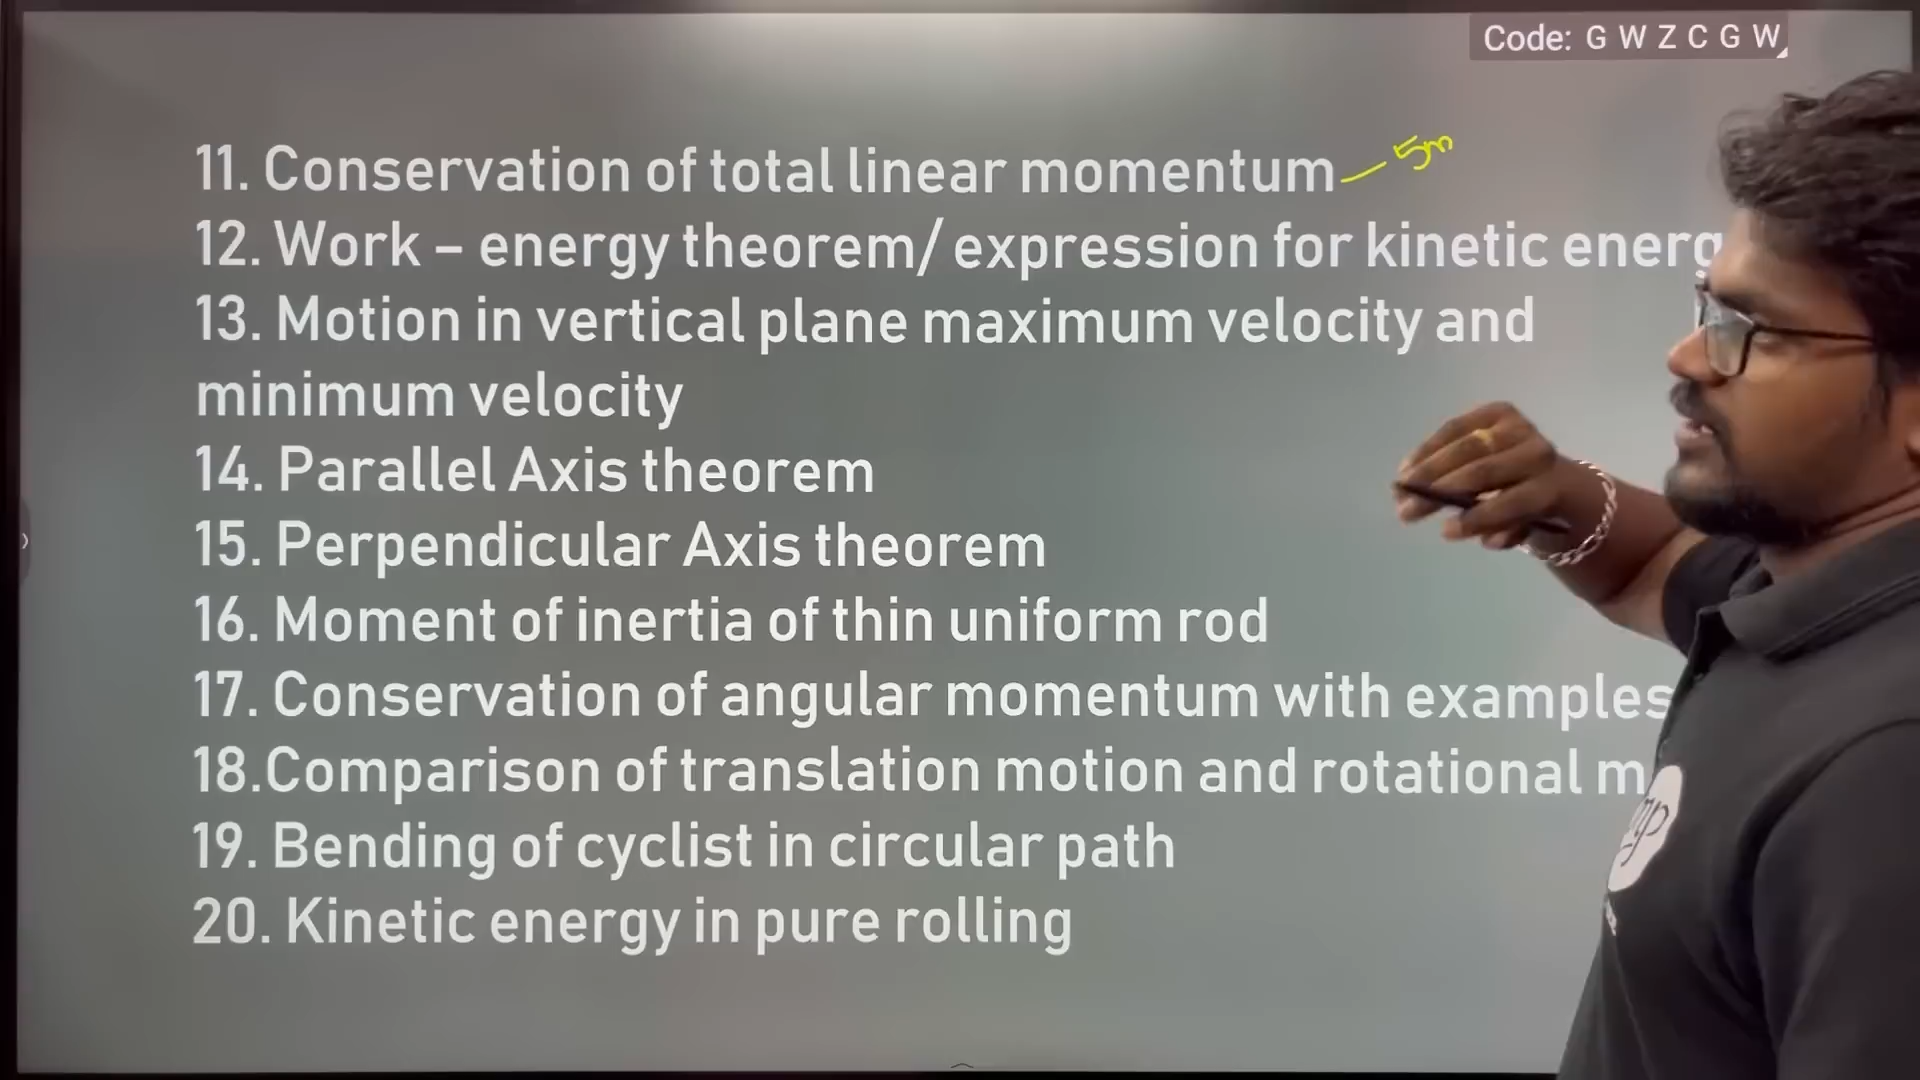 Code: G W Z C G W
11. Conservation of total linear momentum 5m
12. Work – energy theorem/ expression for kinetic energ
13. Motion in vertical plane maximum velocity and
minimum velocity
14. Parallel Axis theorem
15. Perpendicular Axis theorem
16. Moment of inertia of thin uniform rod
17. Conservation of angular momentum with examples
18.Comparison of translation motion and rotational m
19. Bending of cyclist in circular path
20. Kinetic energy in pure rolling